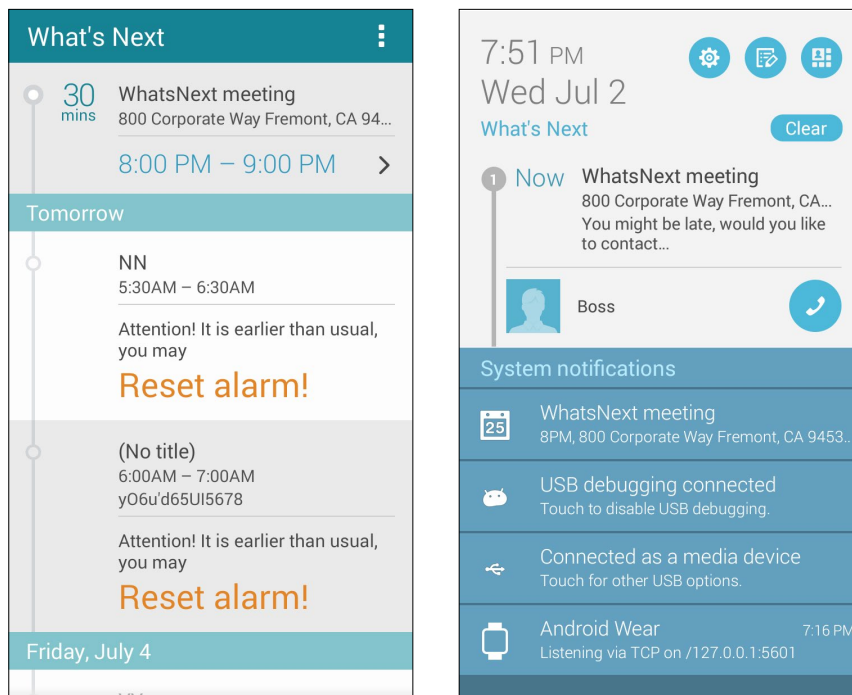 What's Next
30
mins
WhatsNext meeting
800 Corporate Way Fremont, CA 94...
8:00 PM – 9:00 PM
Tomorrow
NN
5:30AM – 6:30AM
Attention! It is earlier than usual,
you may
Reset alarm!
(No title)
6:00AM – 7:00AM
yO6u'd65UI5678
Attention! It is earlier than usual,
you may
Reset alarm!
Friday, July 4
7:51 PM
Wed Jul 2
What's Next
Clear
1
Now
WhatsNext meeting
800 Corporate Way Fremont, CA...
You might be late, would you like
to contact...
Boss
System notifications
25
WhatsNext meeting
8PM, 800 Corporate Way Fremont, CA 9453..
USB debugging connected
Touch to disable USB debugging.
Connected as a media device
Touch for other USB options.
Android Wear
7:16 PM
Listening via TCP on /127.0.0.1:5601